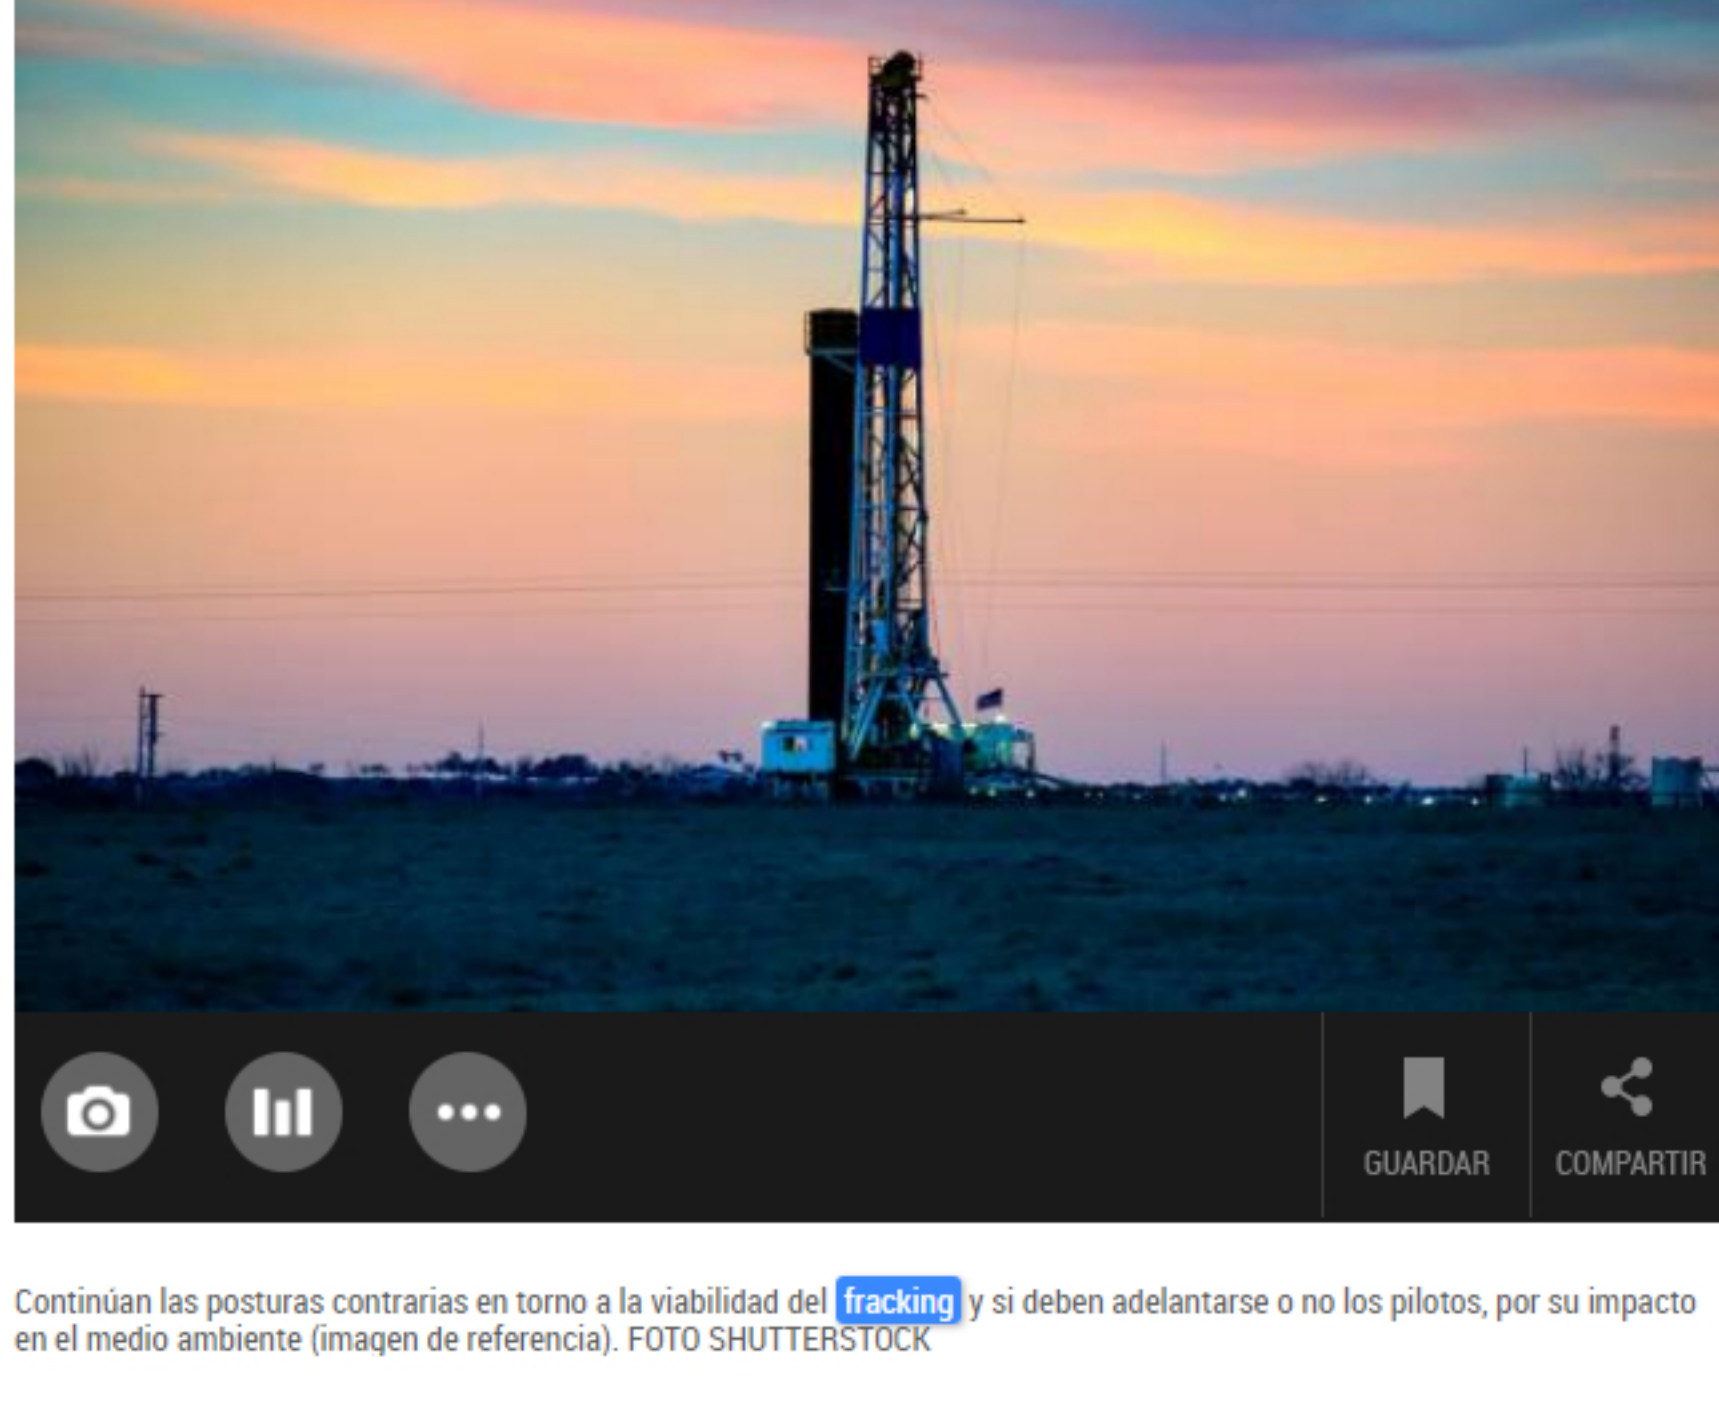 GUARDAR
COMPARTIR
Continúan las posturas contrarias en torno a la viabilidad del fracking y si deben adelantarse o no los pilotos, por su impacto
en el medio ambiente (imagen de referencia). FOTO SHUTTERSTOCK